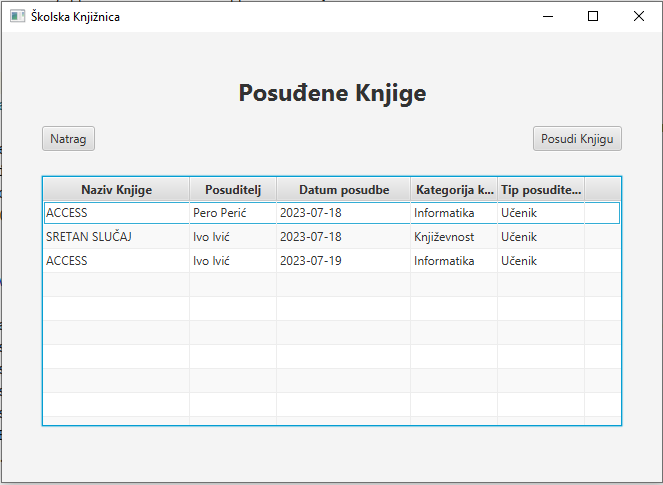 Školska Knjižnica
Posuđene Knjige
Natrag Posudi Knjigu
Naziv Knjige Posuditelj Datum posudbe Kategorija k... Tip posudite...
ACCESS Pero Perić 2023-07-18 Informatika Učenik
SRETAN SLUČAJ Ivo Ivić 2023-07-18 Književnost Učenik
ACCESS Ivo Ivić 2023-07-19 Informatika Učenik